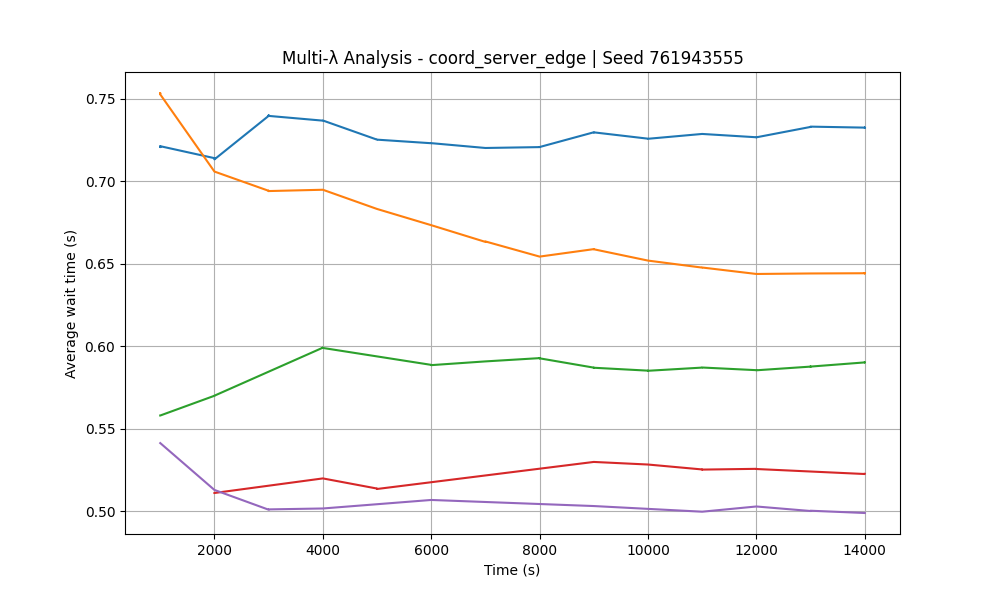 Multi-λ Analysis - coord_server_edge | Seed 761943555
0.75
0.70
0.65
0.60
0.55
0.50
Average wait time (s)
2000 4000 6000 8000 10000 12000 14000
Time (s)